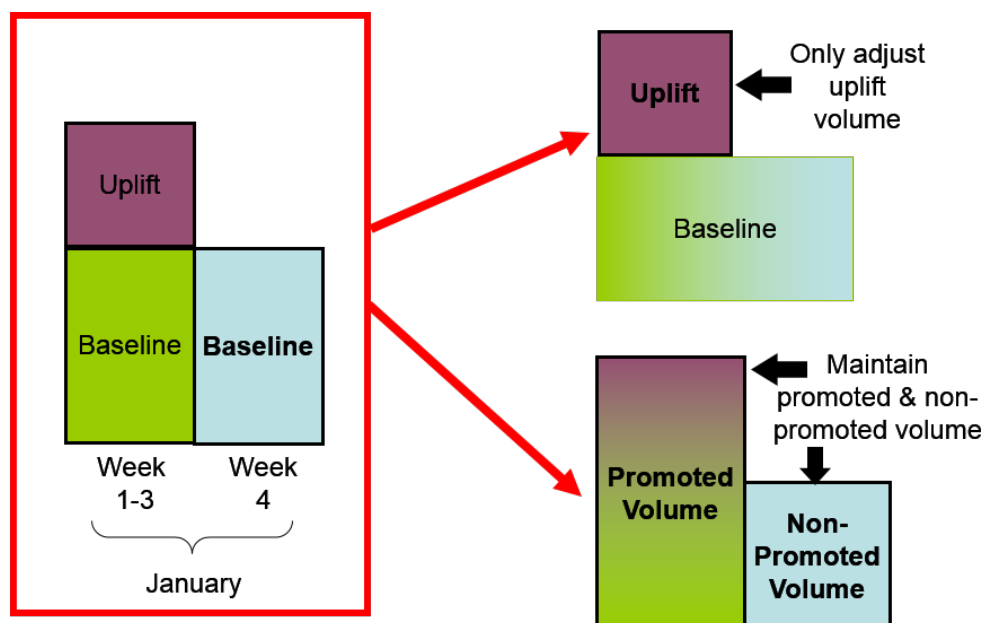 Uplift
Baseline
Baseline
Week
1-3
Week
4
January
Uplift
Only adjust
uplift
volume
Baseline
Maintain
promoted & non-
promoted volume
Promoted
Volume
Non-
Promoted
Volume